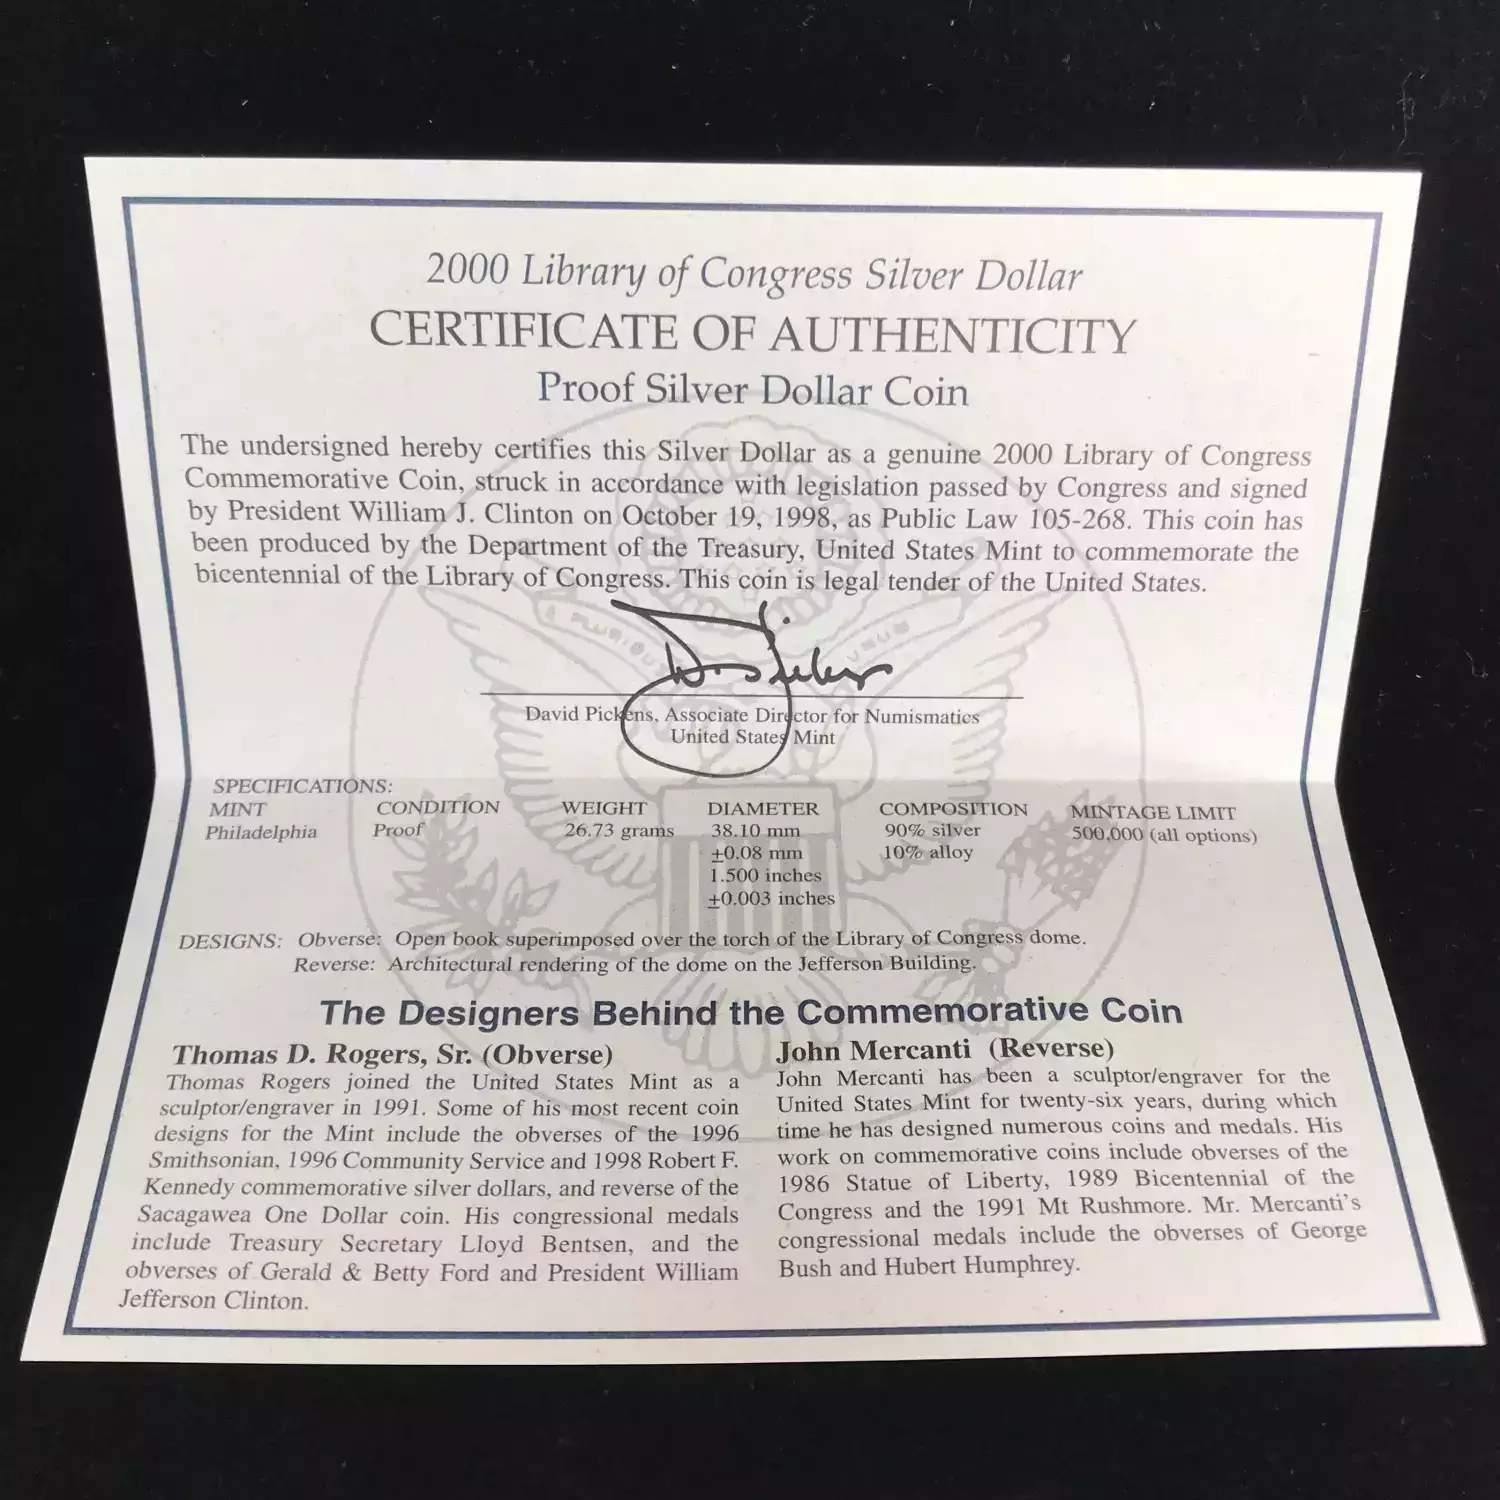 2000 Library of Congress Silver Dollar
CERTIFICATE OF AUTHENTICITY
Proof Silver Dollar Coin
The undersigned hereby certifies this Silver Dollar as a genuine 2000 Library of Congress
Commemorative Coin, struck in accordance with legislation passed by Congress and signed
by President William J. Clinton on October 19, 1998, as Public Law 105-268. This coin has
been produced by the Department of the Treasury, United States Mint to commemorate the
bicentennial of the Library of Congress. This coin is legal tender of the United States.
PLURIBUS UNUM
David Pickens, Associate Director for Numismatics
United States Mint
SPECIFICATIONS:
MINT CONDITION WEIGHT DIAMETER COMPOSITION MINTAGE LIMIT
Philadelphia Proof 26.73 grams 38.10 mm 90% silver 500,000 (all options)
±0.08 mm 10% alloy
1.500 inches
±0.003 inches
DESIGNS: Obverse: Open book superimposed over the torch of the Library of Congress dome.
Reverse: Architectural rendering of the dome on the Jefferson Building.
The Designers Behind the Commemorative Coin
Thomas D. Rogers, Sr. (Obverse)
Thomas Rogers joined the United States Mint as a
sculptor/engraver in 1991. Some of his most recent coin
designs for the Mint include the obverses of the 1996
Smithsonian, 1996 Community Service and 1998 Robert F.
Kennedy commemorative silver dollars, and reverse of the
Sacagawea One Dollar coin. His congressional medals
include Treasury Secretary Lloyd Bentsen, and the
obverses of Gerald & Betty Ford and President William
Jefferson Clinton.
John Mercanti (Reverse)
John Mercanti has been a sculptor/engraver for the
United States Mint for twenty-six years, during which
time he has designed numerous coins and medals. His
work on commemorative coins include obverses of the
1986 Statue of Liberty, 1989 Bicentennial of the
Congress and the 1991 Mt Rushmore. Mr. Mercanti's
congressional medals include the obverses of George
Bush and Hubert Humphrey.